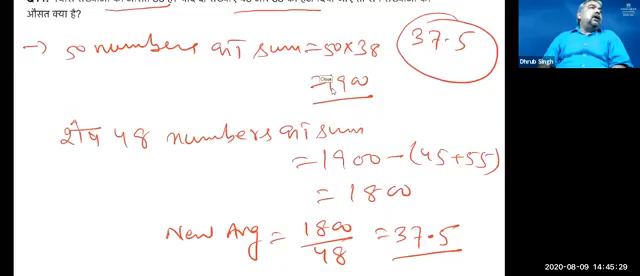 औसत क्या है?
→ 50 numbers का sum = 50×38
= 1900
37.5
शेष 48 numbers का sum
= 1900 - (45+55)
= 1800
New Avg = 1800/48 = 37.5
Dhrub Singh
2020-08-09 14:45:29